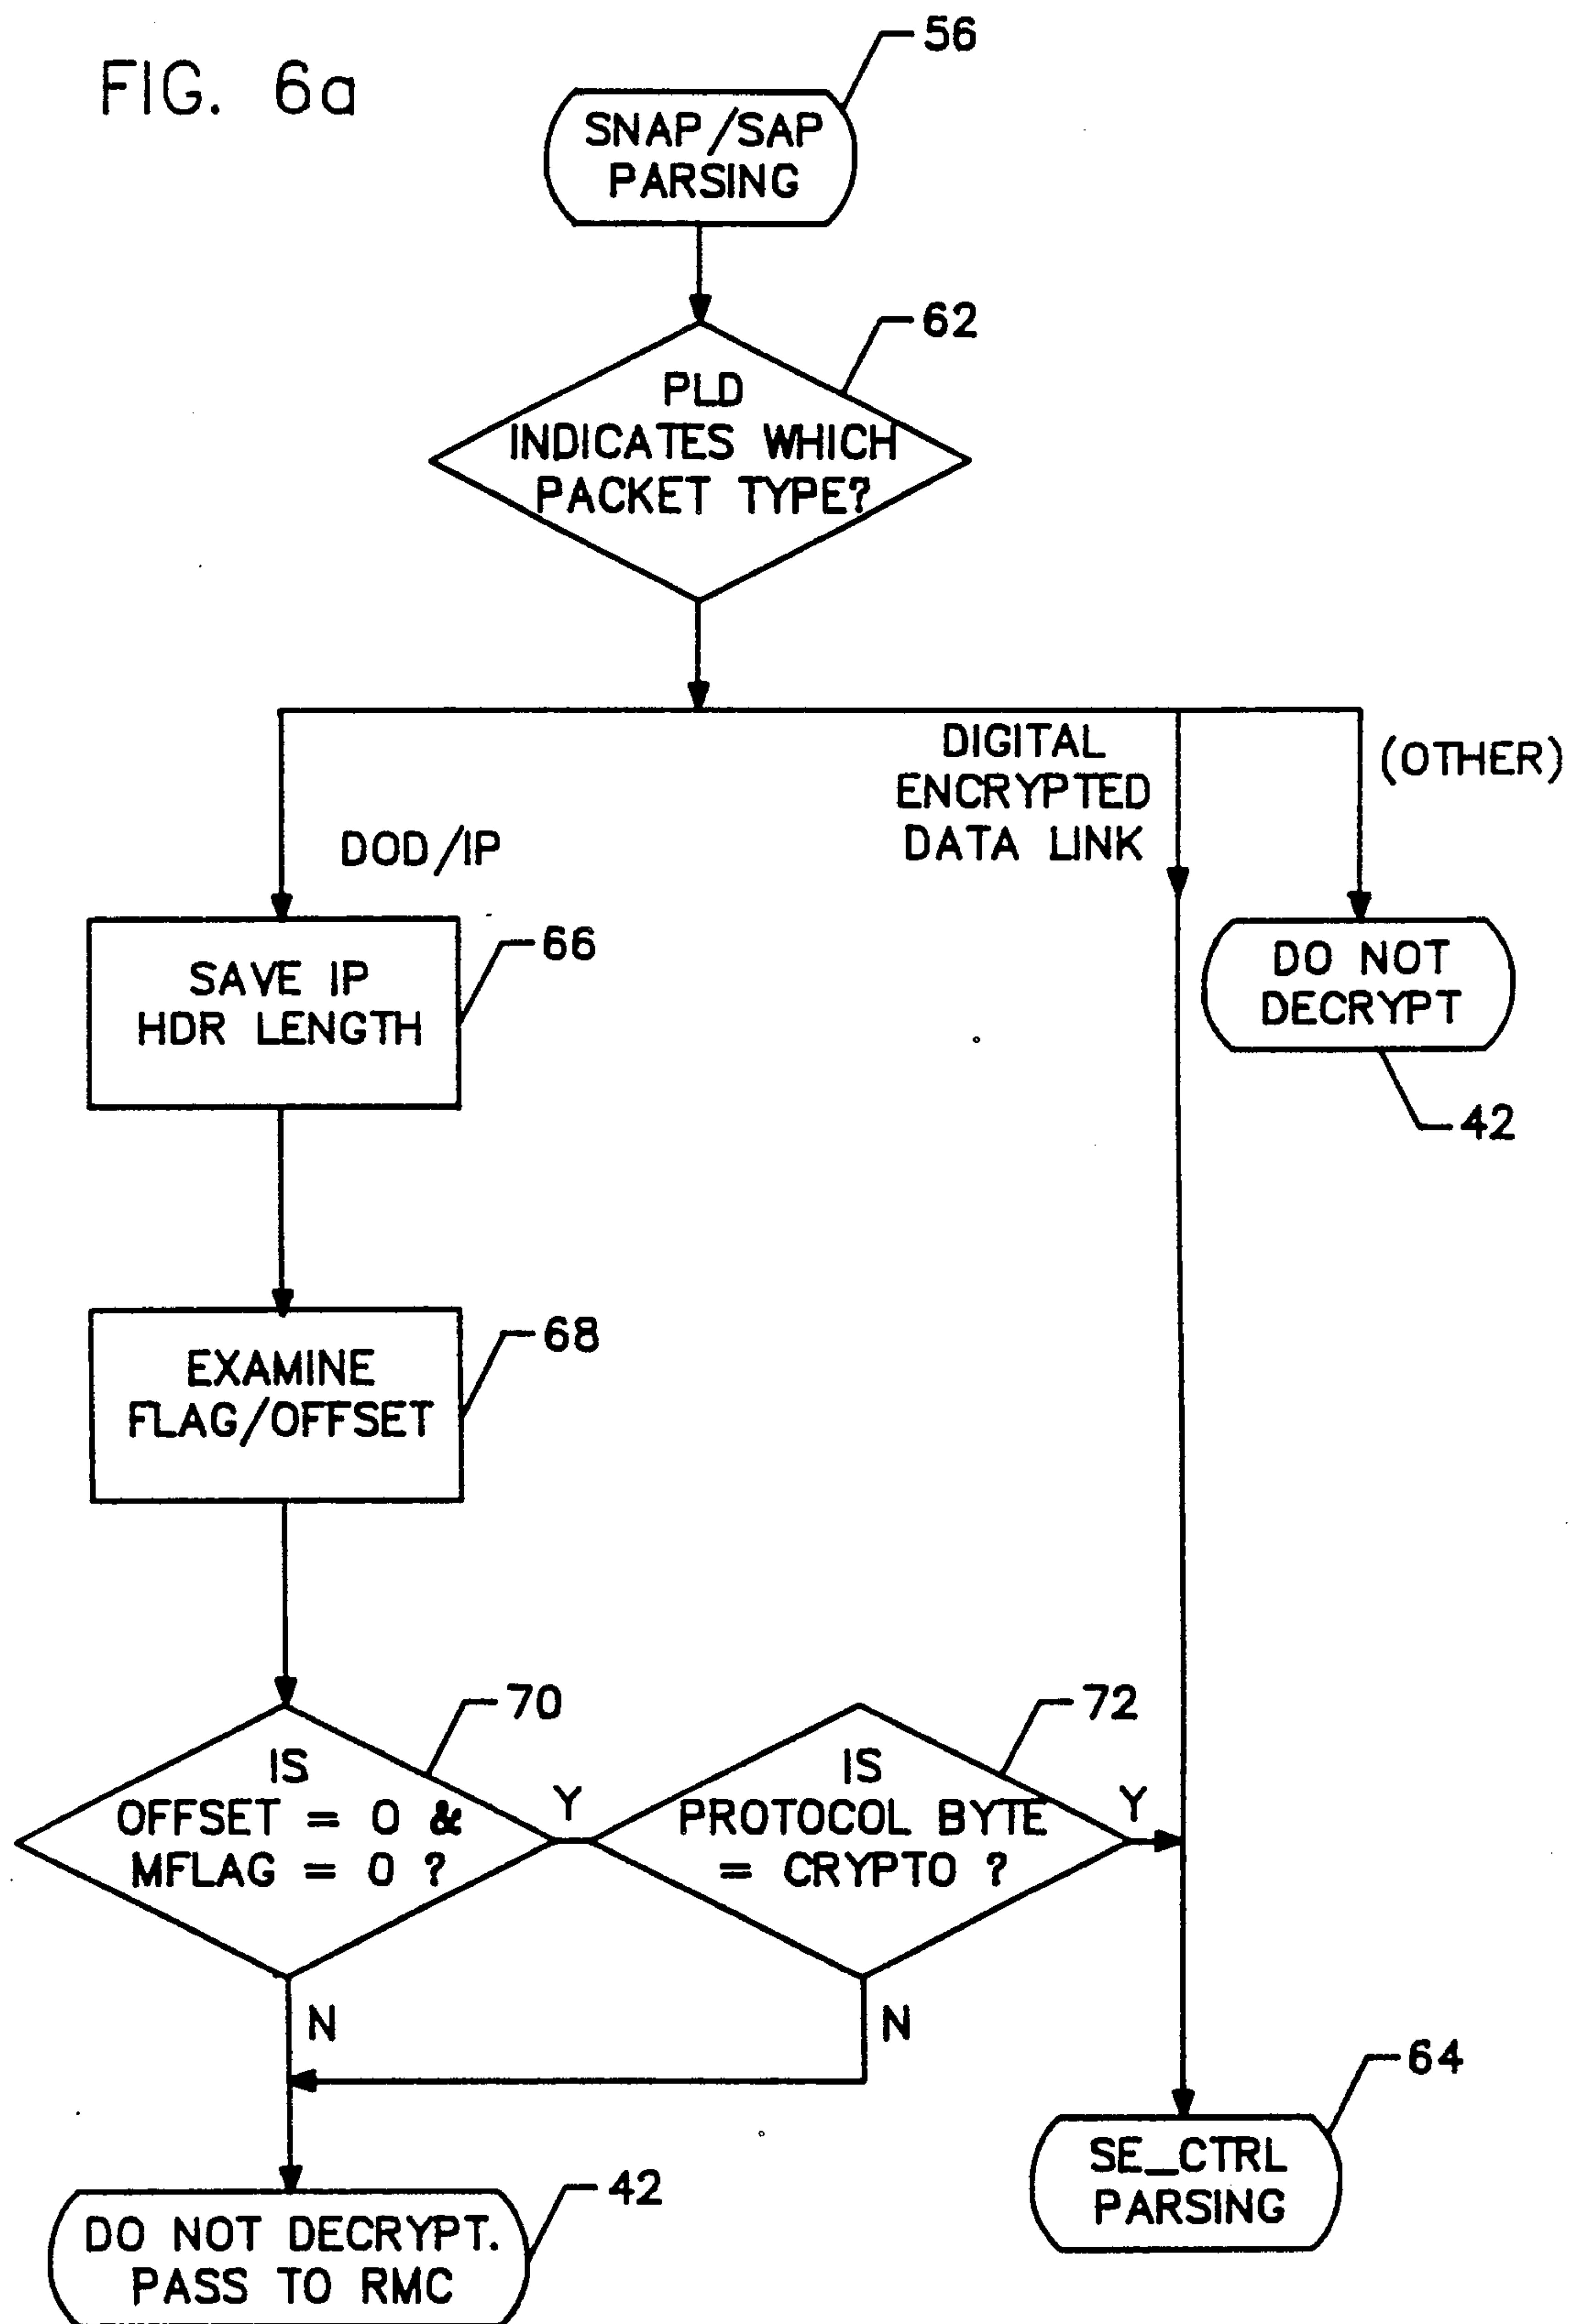 FIG. 6a
56
SNAP/SAP
PARSING
62
PLD
INDICATES WHICH
PACKET TYPE?
DIGITAL
ENCRYPTED
DATA LINK
(OTHER)
DOD/IP
66
SAVE IP
HDR LENGTH
DO NOT
DECRYPT
42
68
EXAMINE
FLAG/OFFSET
70
IS
OFFSET = 0 &
MFLAG = 0 ?
Y
N
72
IS
PROTOCOL BYTE
= CRYPTO ?
Y
N
64
SE_CTRL
PARSING
42
DO NOT DECRYPT.
PASS TO RMC